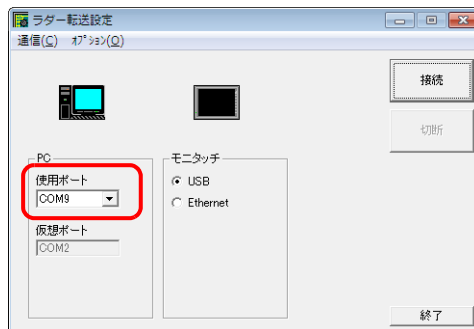 ラダー転送設定
通信(C) オプション(O)
接続
切断
PC
使用ポート
COM9
仮想ポート
COM2
モニタッチ
USB
Ethernet
終了